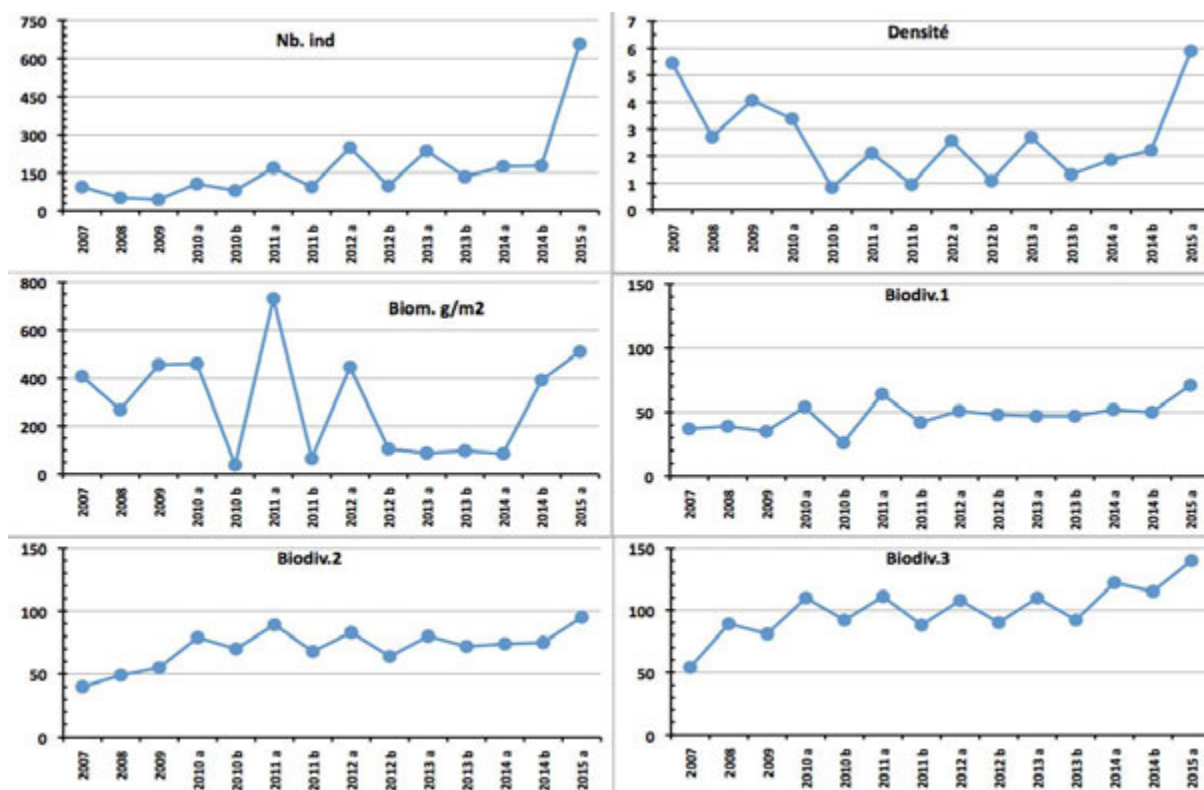 Nb. ind
750
600
450
300
150
0
2007
2008
2009
2010 a
2010 b
2011 a
2011 b
2012 a
2012 b
2013 a
2013 b
2014 a
2014 b
2015 a
Densité
7
6
5
4
3
2
1
0
2007
2008
2009
2010 a
2010 b
2011 a
2011 b
2012 a
2012 b
2013 a
2013 b
2014 a
2014 b
2015 a
Biom. g/m2
800
600
400
200
0
2007
2008
2009
2010 a
2010 b
2011 a
2011 b
2012 a
2012 b
2013 a
2013 b
2014 a
2014 b
2015 a
Biodiv.1
150
100
50
0
2007
2008
2009
2010 a
2010 b
2011 a
2011 b
2012 a
2012 b
2013 a
2013 b
2014 a
2014 b
2015 a
Biodiv.2
150
100
50
0
2007
2008
2009
2010 a
2010 b
2011 a
2011 b
2012 a
2012 b
2013 a
2013 b
2014 a
2014 b
2015 a
Biodiv.3
150
100
50
0
2007
2008
2009
2010 a
2010 b
2011 a
2011 b
2012 a
2012 b
2013 a
2013 b
2014 a
2014 b
2015 a